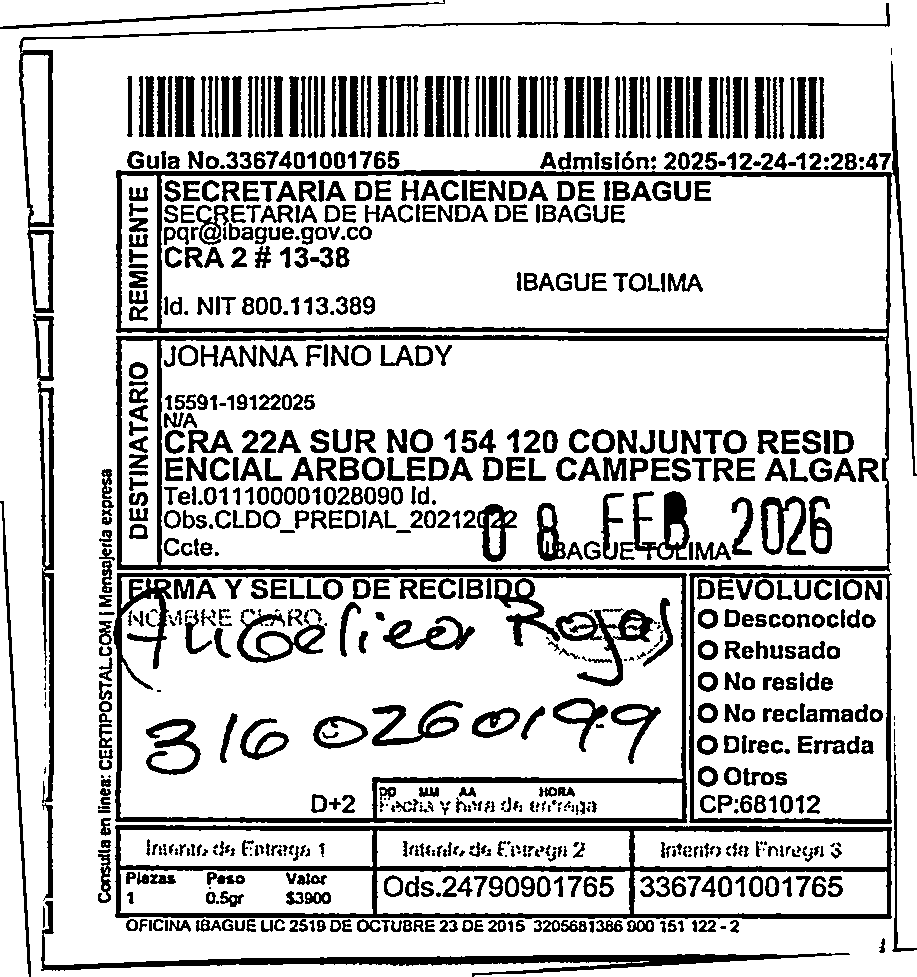 Guia No.3367401001765 Admisión: 2025-12-24-12:28:47
REMITENTE
SECRETARIA DE HACIENDA DE IBAGUE
SECRETARIA DE HACIENDA DE IBAGUE
pqr@ibague.gov.co
CRA 2 # 13-38
IBAGUE TOLIMA
Id. NIT 800.113.389
DESTINATARIO
JOHANNA FINO LADY
15591-19122025
N/A
CRA 22A SUR NO 154 120 CONJUNTO RESID
ENCIAL ARBOLEDA DEL CAMPESTRE ALGARI
Tel.011100001028090 Id.
Obs.CLDO_PREDIAL_20212022
08 FEB 2026
Ccte. IBAGUE TOLIMA
FIRMA Y SELLO DE RECIBIDO
NOMBRE CLARO.
Angelica Rojas
3160260199
D+2
DD MM AA HORA
Fecha y hora de entrega
DEVOLUCION
Desconocido
Rehusado
No reside
No reclamado
Direc. Errada
Otros
CP:681012
Intento de Entrega 1 Intento de Entrega 2 Intento de Entrega 3
Piezas Peso Valor
1 0.5gr $3900
Ods.24790901765 3367401001765
OFICINA IBAGUE LIC 2519 DE OCTUBRE 23 DE 2015 3205681386 900 151 122 - 2
Consulta en linea: CERTIPOSTAL.COM | Mensajeria expresa